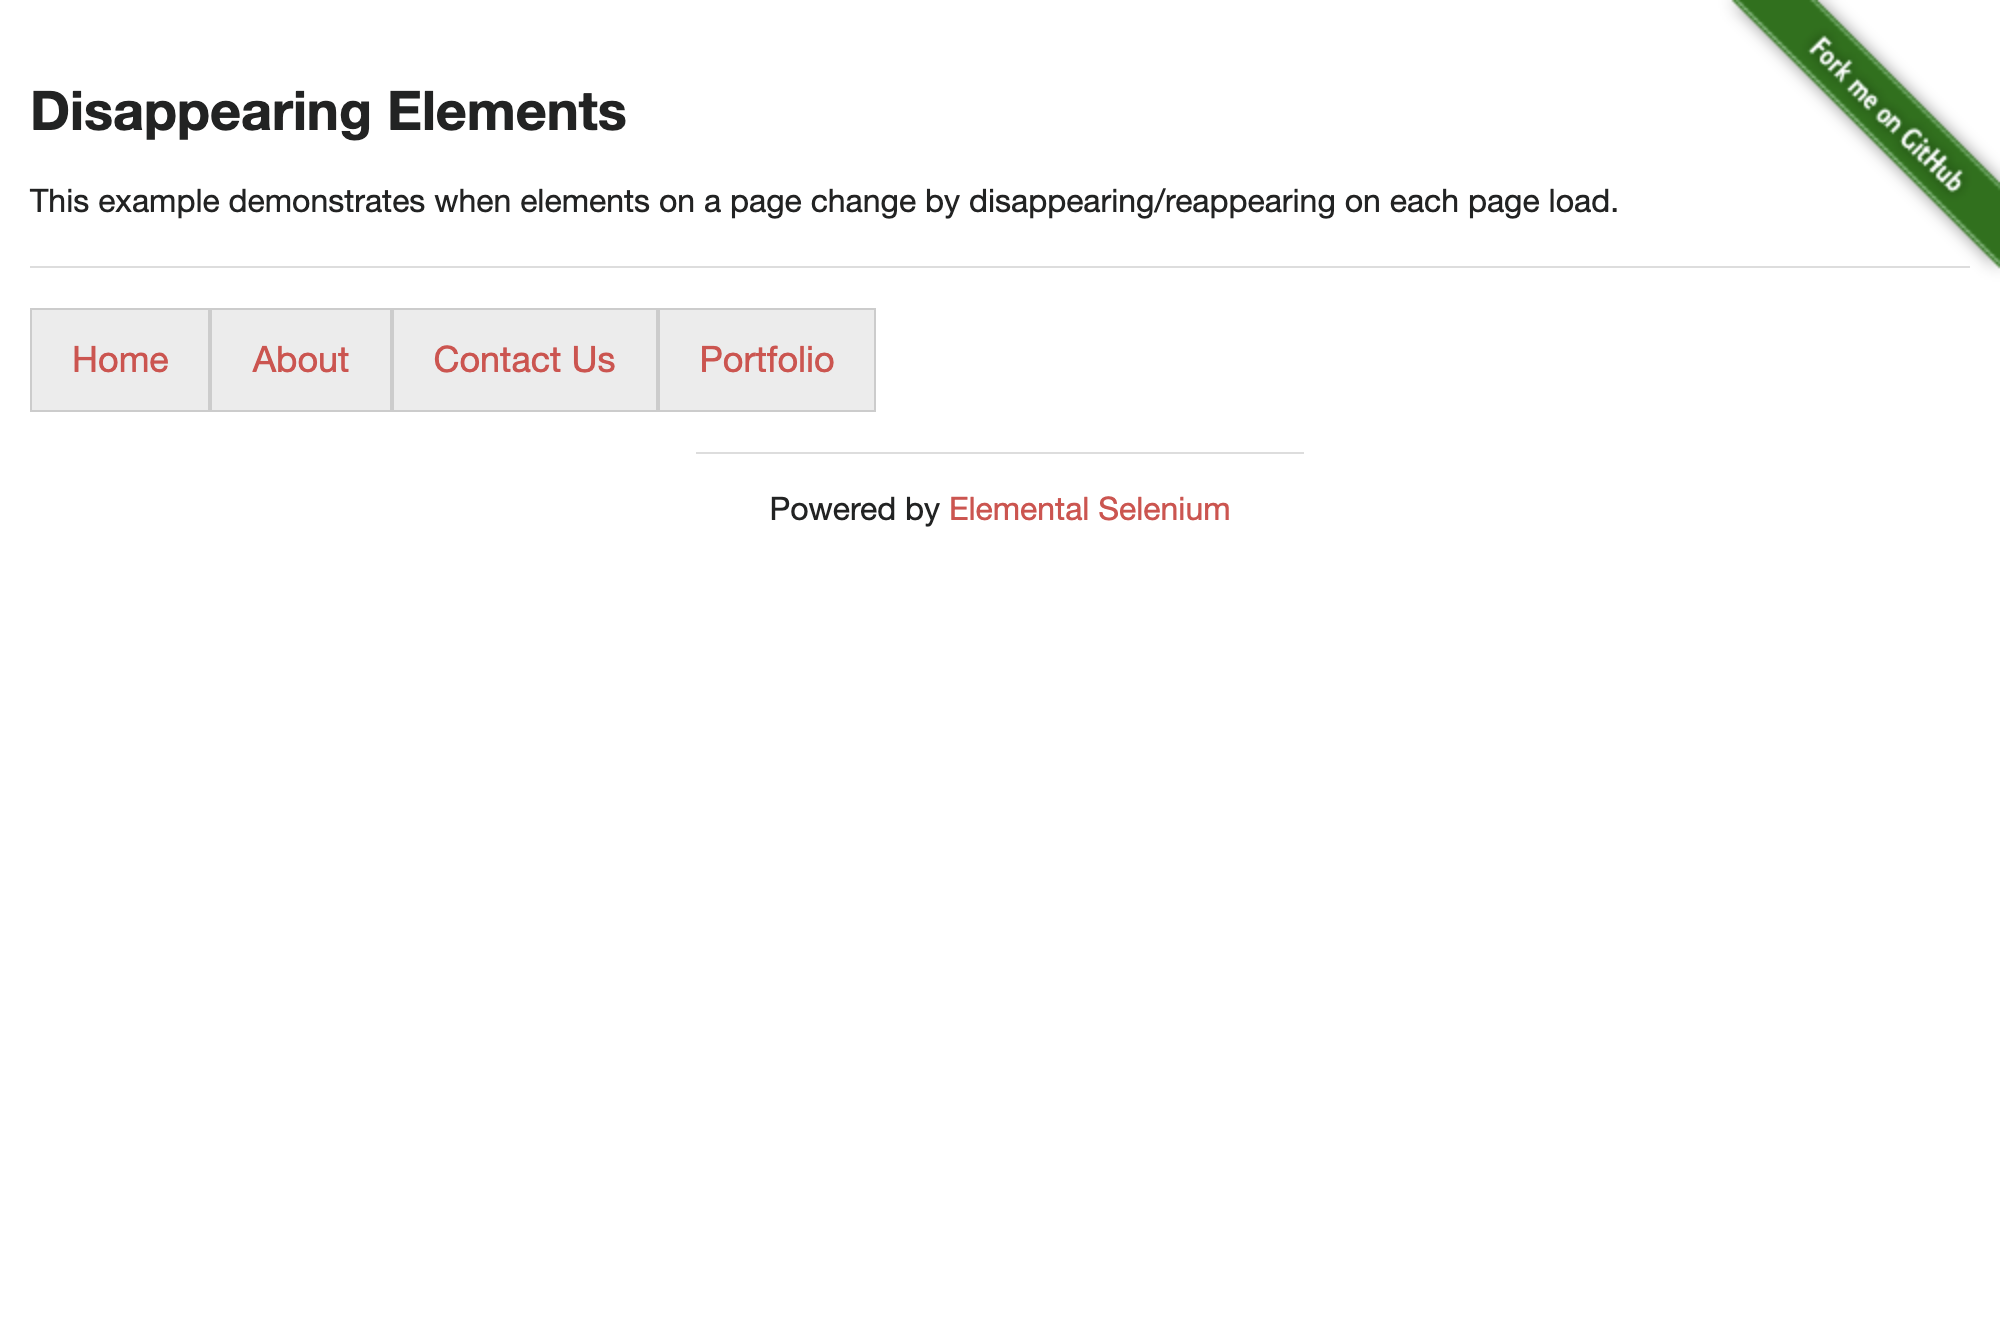 Fork me on GitHub
Disappearing Elements
This example demonstrates when elements on a page change by disappearing/reappearing on each page load.
Home About Contact Us Portfolio
Powered by Elemental Selenium